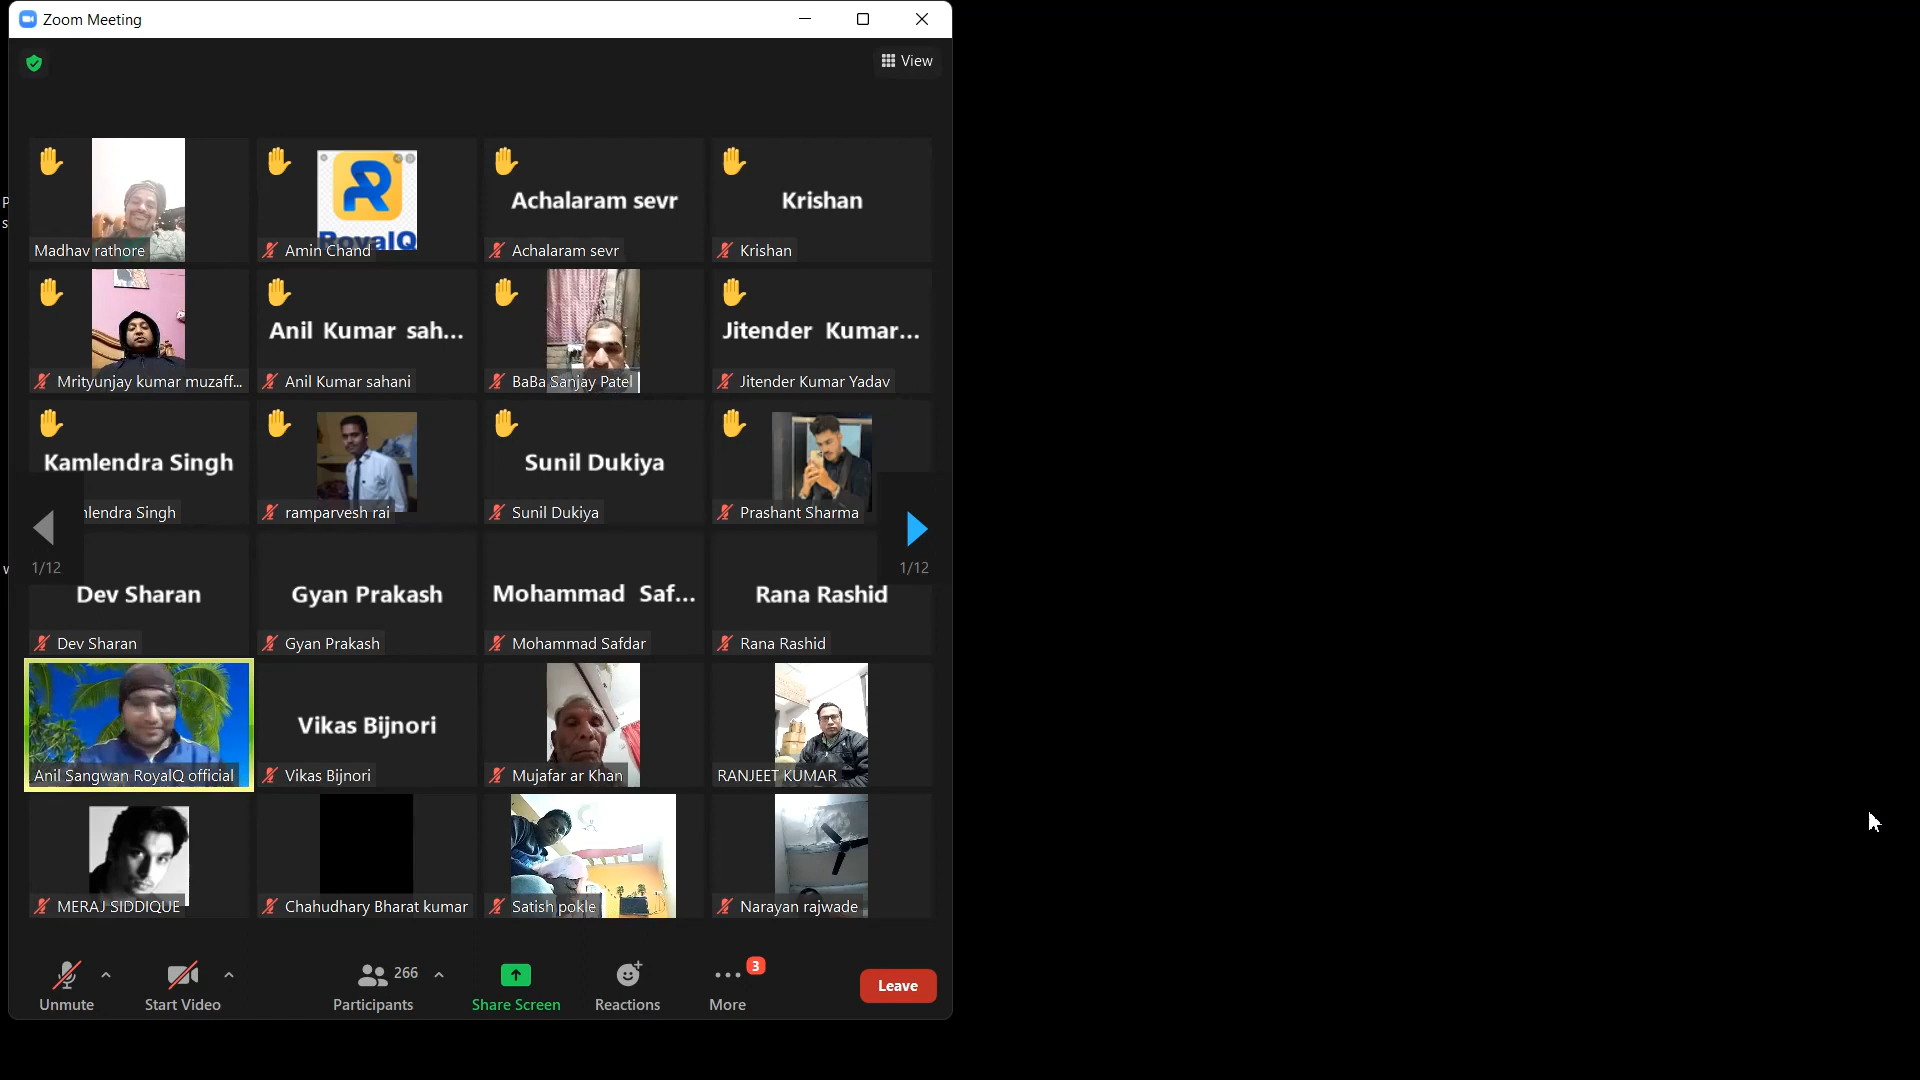 Zoom Meeting
View
RoyalQ
Achalaram sevr
Krishan
Madhav rathore
Amin Chand
Achalaram sevr
Krishan
Anil Kumar sah...
Jitender Kumar...
Mrityunjay kumar muzaff...
Anil Kumar sahani
BaBa Sanjay Patel
Jitender Kumar Yadav
Kamlendra Singh
Sunil Dukiya
nlendra Singh
ramparvesh rai
Sunil Dukiya
Prashant Sharma
1/12
1/12
Dev Sharan
Gyan Prakash
Mohammad Saf...
Rana Rashid
Dev Sharan
Gyan Prakash
Mohammad Safdar
Rana Rashid
Vikas Bijnori
Anil Sangwan RoyalQ official
Vikas Bijnori
Mujafar ar Khan
RANJEET KUMAR
MERAJ SIDDIQUE
Chahudhary Bharat kumar
Satish pokle
Narayan rajwade
266
3
Unmute
Start Video
Participants
Share Screen
Reactions
More
Leave